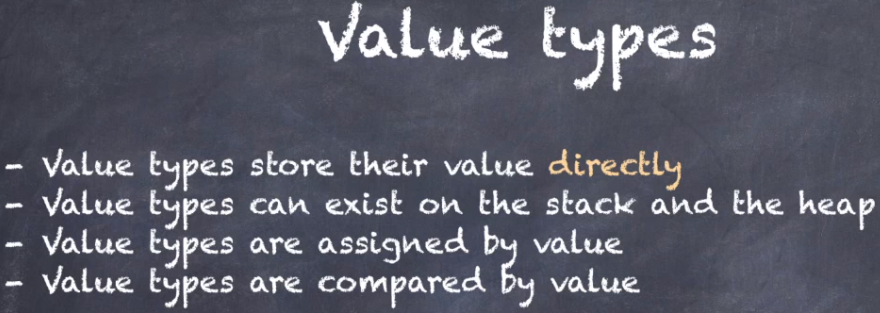 Value types
- Value types store their value directly
- Value types can exist on the stack and the heap
- Value types are assigned by value
- Value types are compared by value